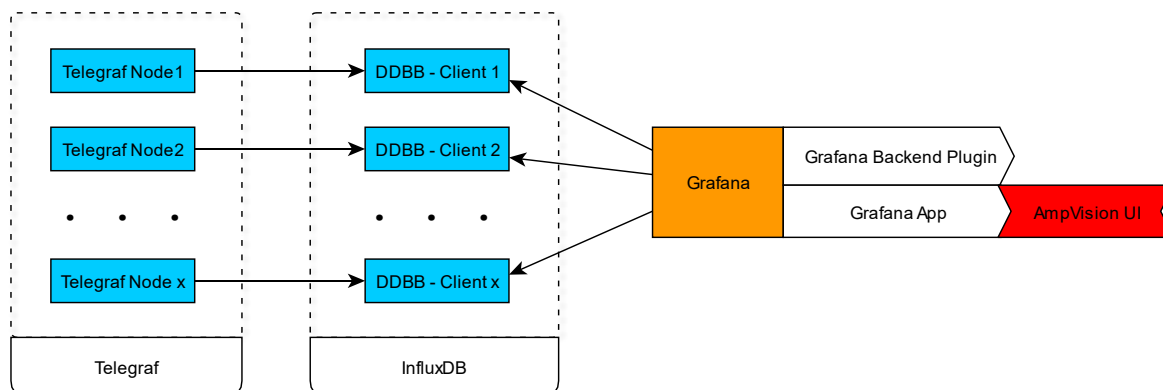 Telegraf Node1
DDBB - Client 1
Telegraf Node2
DDBB - Client 2
Grafana
Grafana Backend Plugin
Grafana App
AmpVision UI
Telegraf Node x
DDBB - Client x
Telegraf
InfluxDB